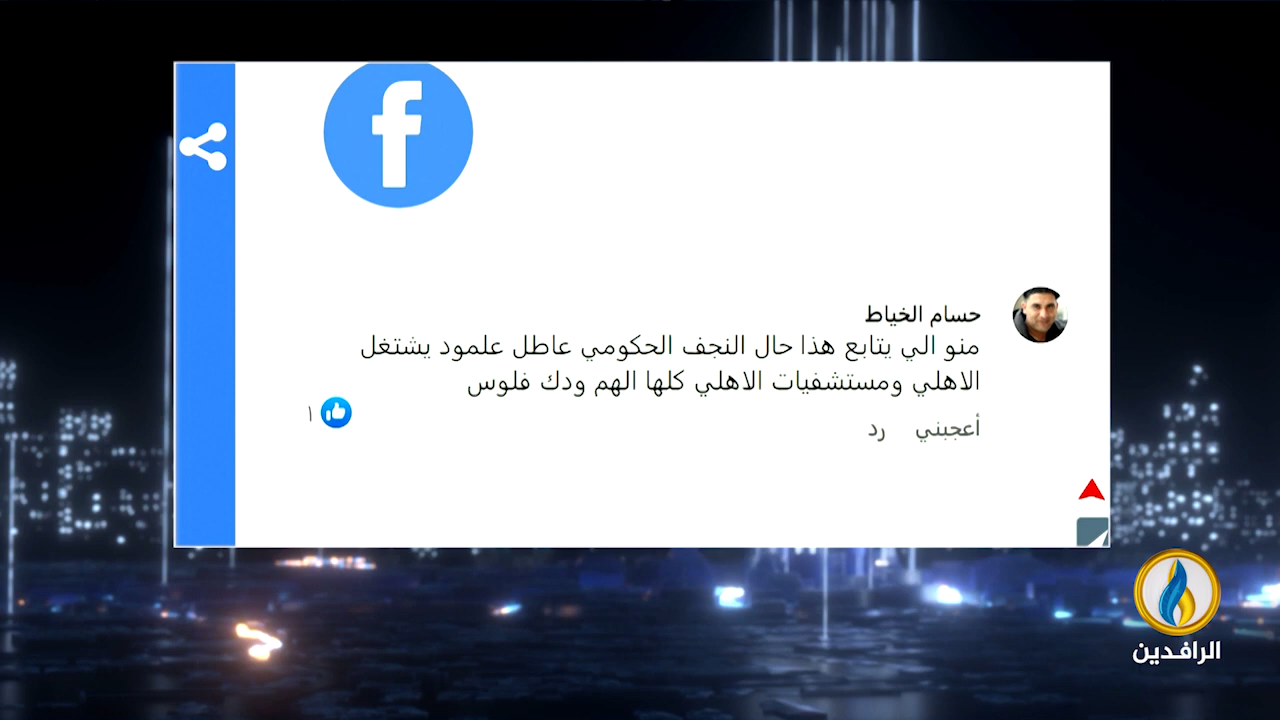 حسام الخياط
منو الي يتابع هذا حال النجف الحكومي عاطل علمود يشتغل
الاهلي ومستشفيات الاهلي كلها الهم ودك فلوس
١
أعجبني رد
الرافدين